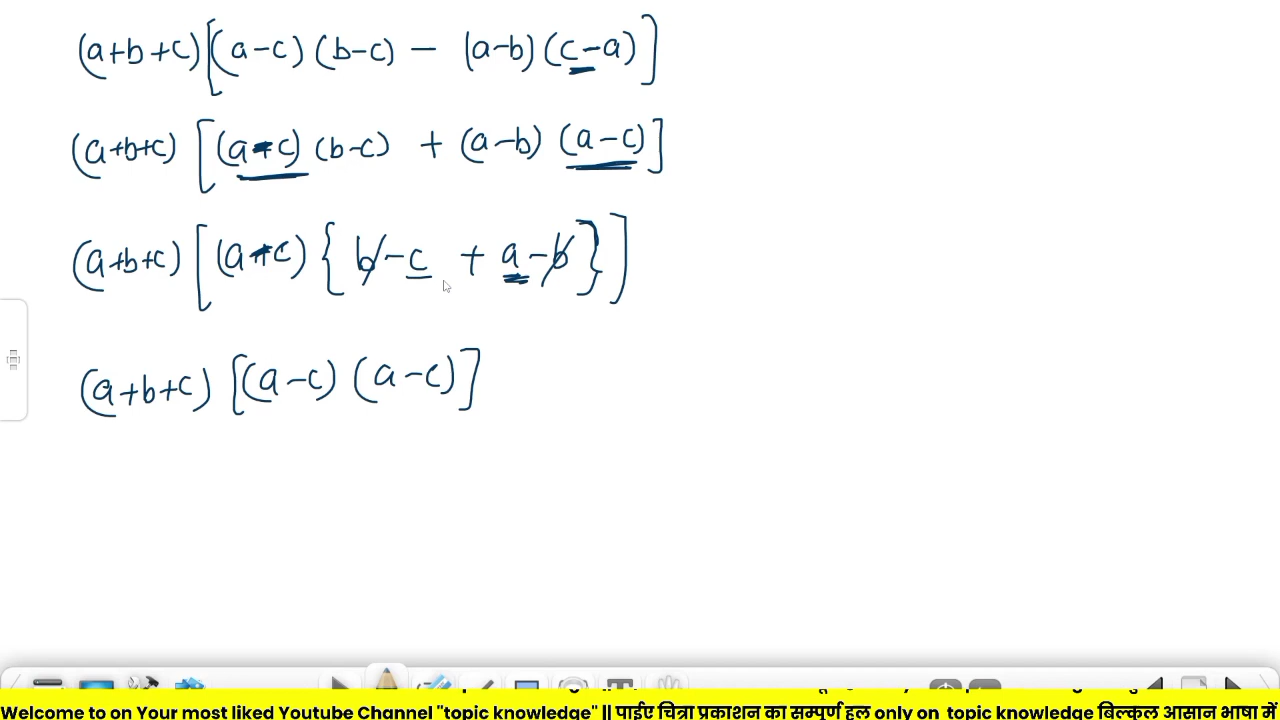 (a+b+c)[(a-c)(b-c) - (a-b)(c-a)]
(a+b+c) [(a-c)(b-c) + (a-b) (a-c)]
(a+b+c) [(a-c) { b-c + a-b}]
(a+b+c) [(a-c) (a-c)]
Welcome to on Your most liked Youtube Channel "topic knowledge" || पाईए चित्रा प्रकाशन का सम्पूर्ण हल only on topic knowledge बिल्कुल आसान भाषा में